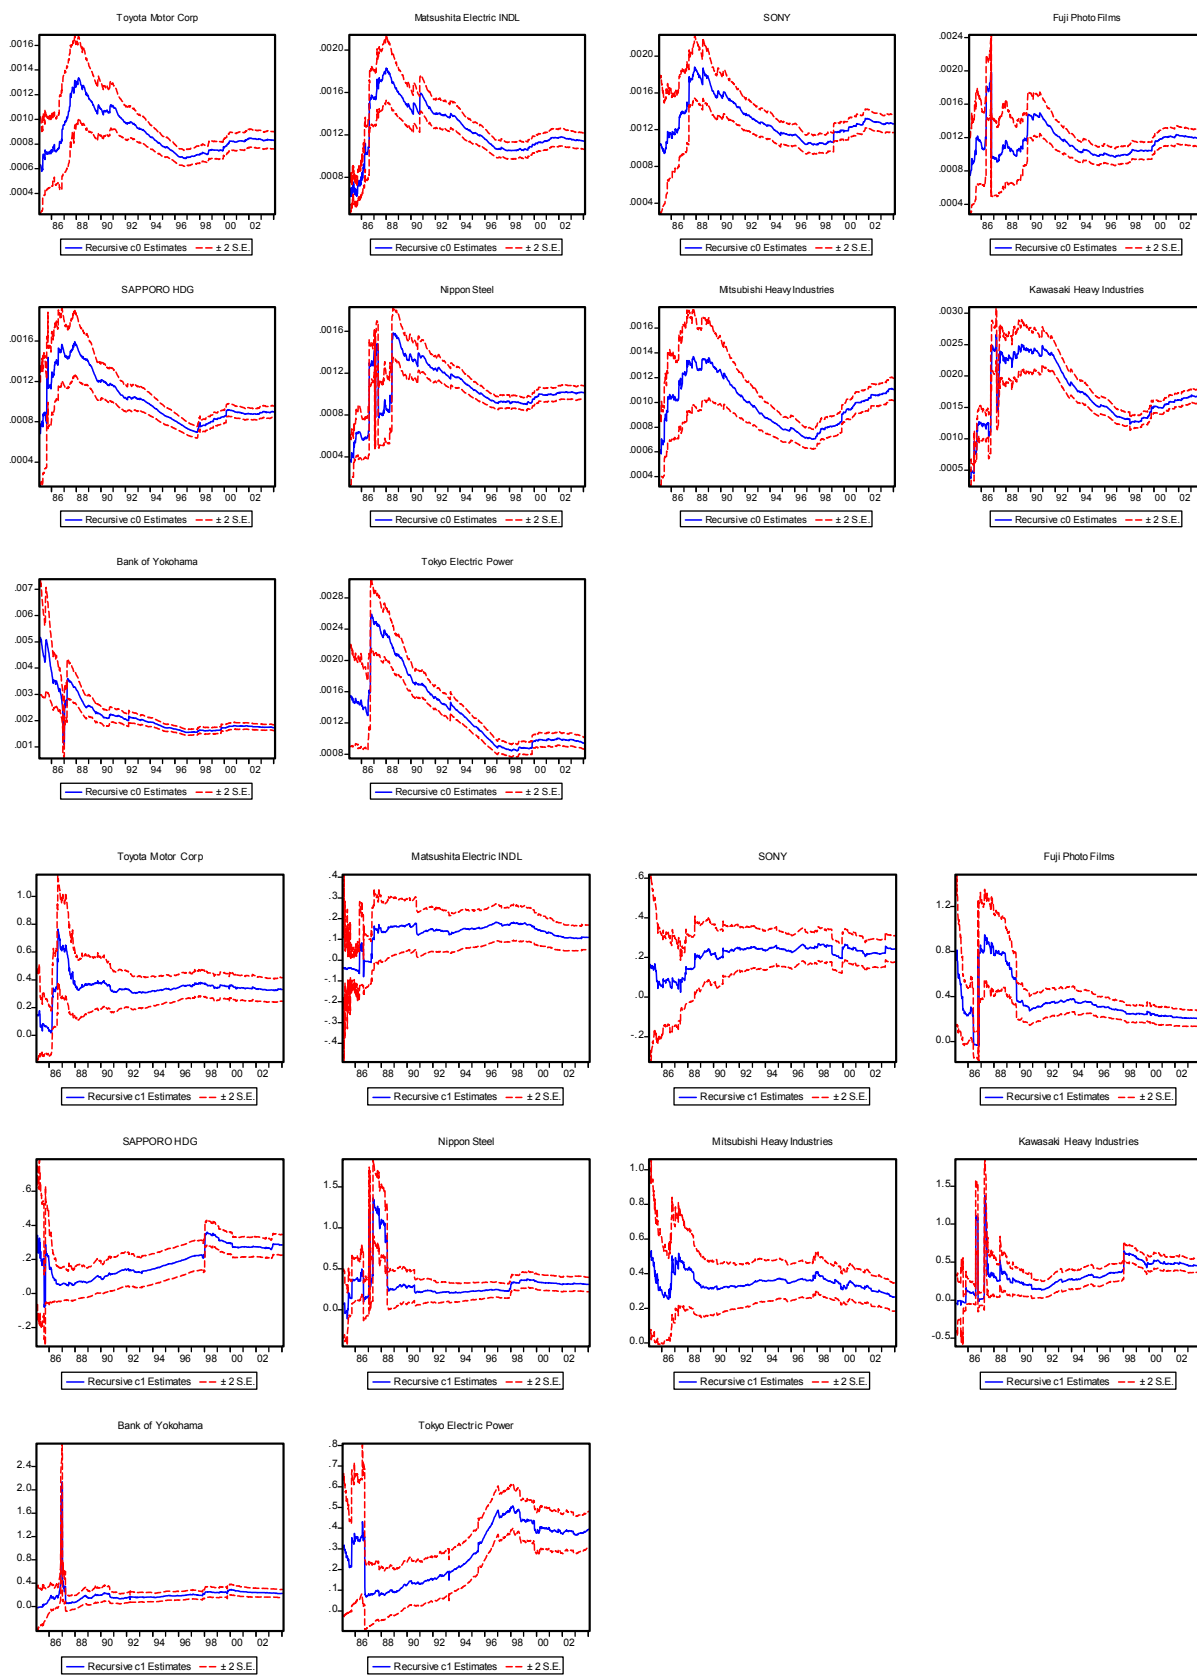 Toyota Motor Corp
.0016
.0014
.0012
.0010
.0008
.0006
.0004
86 88 90 92 94 96 98 00 02
Recursive c0 Estimates ± 2 S.E.
Matsushita Electric INDL
.0020
.0016
.0012
.0008
86 88 90 92 94 96 98 00 02
Recursive c0 Estimates ± 2 S.E.
SONY
.0020
.0016
.0012
.0008
.0004
86 88 90 92 94 96 98 00 02
Recursive c0 Estimates ± 2 S.E.
Fuji Photo Films
.0024
.0020
.0016
.0012
.0008
.0004
86 88 90 92 94 96 98 00 02
Recursive c0 Estimates ± 2 S.E.
SAPPORO HDG
.0016
.0012
.0008
.0004
86 88 90 92 94 96 98 00 02
Recursive c0 Estimates ± 2 S.E.
Nippon Steel
.0016
.0012
.0008
.0004
86 88 90 92 94 96 98 00 02
Recursive c0 Estimates ± 2 S.E.
Mitsubishi Heavy Industries
.0016
.0014
.0012
.0010
.0008
.0006
.0004
86 88 90 92 94 96 98 00 02
Recursive c0 Estimates ± 2 S.E.
Kawasaki Heavy Industries
.0030
.0025
.0020
.0015
.0010
.0005
86 88 90 92 94 96 98 00 02
Recursive c0 Estimates ± 2 S.E.
Bank of Yokohama
.007
.006
.005
.004
.003
.002
.001
86 88 90 92 94 96 98 00 02
Recursive c0 Estimates ± 2 S.E.
Tokyo Electric Power
.0028
.0024
.0020
.0016
.0012
.0008
86 88 90 92 94 96 98 00 02
Recursive c0 Estimates ± 2 S.E.
Toyota Motor Corp
1.0
0.8
0.6
0.4
0.2
0.0
86 88 90 92 94 96 98 00 02
Recursive c1 Estimates ± 2 S.E.
Matsushita Electric INDL
.4
.3
.2
.1
.0
-.1
-.2
-.3
-.4
86 88 90 92 94 96 98 00 02
Recursive c1 Estimates ± 2 S.E.
SONY
.6
.4
.2
.0
-.2
86 88 90 92 94 96 98 00 02
Recursive c1 Estimates ± 2 S.E.
Fuji Photo Films
1.2
0.8
0.4
0.0
86 88 90 92 94 96 98 00 02
Recursive c1 Estimates ± 2 S.E.
SAPPORO HDG
.6
.4
.2
.0
-.2
86 88 90 92 94 96 98 00 02
Recursive c1 Estimates ± 2 S.E.
Nippon Steel
1.5
1.0
0.5
0.0
86 88 90 92 94 96 98 00 02
Recursive c1 Estimates ± 2 S.E.
Mitsubishi Heavy Industries
1.0
0.8
0.6
0.4
0.2
0.0
86 88 90 92 94 96 98 00 02
Recursive c1 Estimates ± 2 S.E.
Kawasaki Heavy Industries
1.5
1.0
0.5
0.0
-0.5
86 88 90 92 94 96 98 00 02
Recursive c1 Estimates ± 2 S.E.
Bank of Yokohama
2.4
2.0
1.6
1.2
0.8
0.4
0.0
86 88 90 92 94 96 98 00 02
Recursive c1 Estimates ± 2 S.E.
Tokyo Electric Power
.8
.7
.6
.5
.4
.3
.2
.1
.0
86 88 90 92 94 96 98 00 02
Recursive c1 Estimates ± 2 S.E.